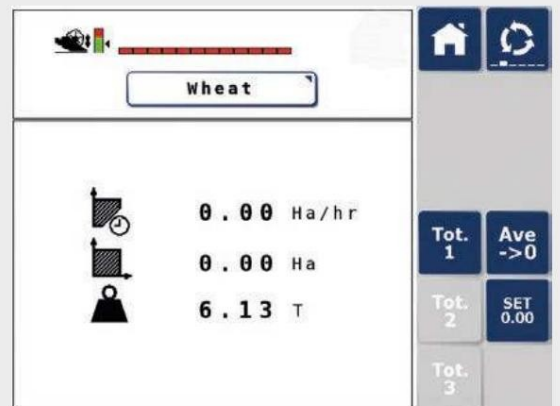 Wheat
0.00 Ha/hr
0.00 Ha
6.13 T
Tot.
1
Ave
->0
Tot.
2
SET
0.00
Tot.
3